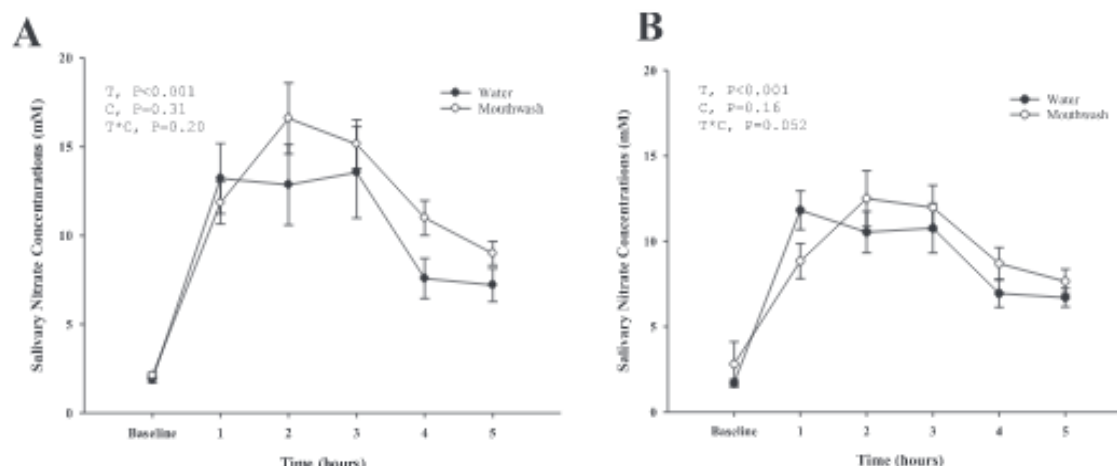 A
Salivary Nitrate Concentarations (mM)
20
15
10
5
0
T, P<0.001
C, P=0.31
T*C, P=0.20
Water
Mouthwash
Baseline 1 2 3 4 5
Time (hours)
B
Salivary Nitrate Concentrations (mM)
20
15
10
5
0
T, P<0.001
C, P=0.16
T*C, P=0.052
Water
Mouthwash
Baseline 1 2 3 4 5
Time (hours)